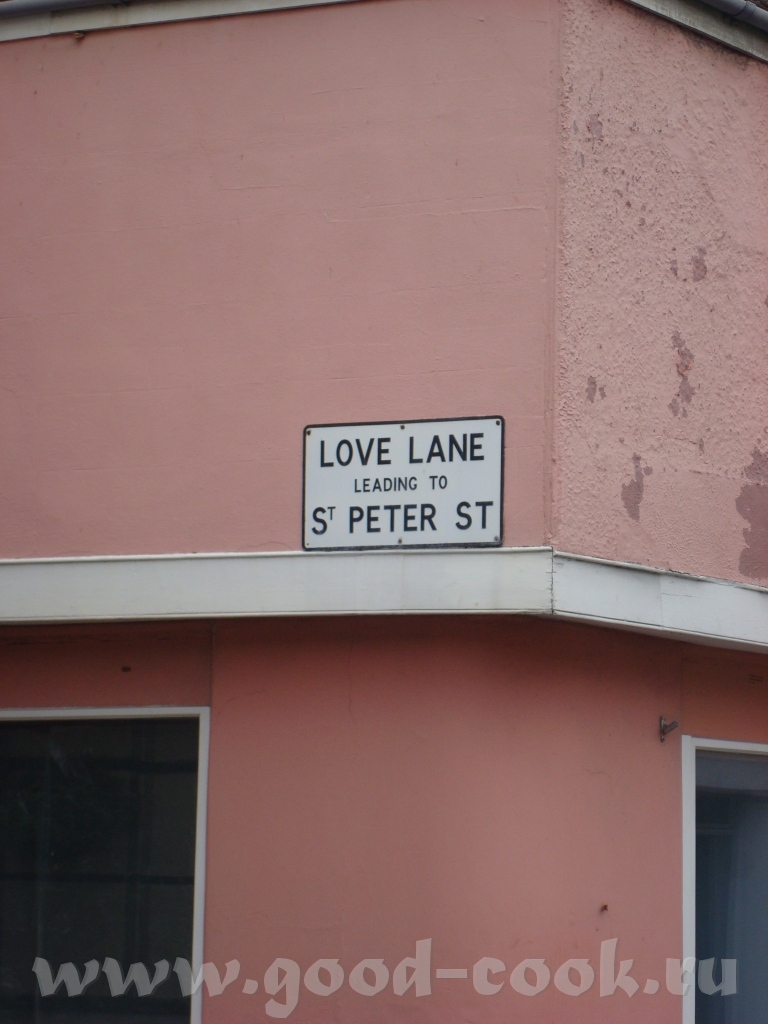 LOVE LANE
LEADING TO
ST PETER ST
www.good-cook.ru